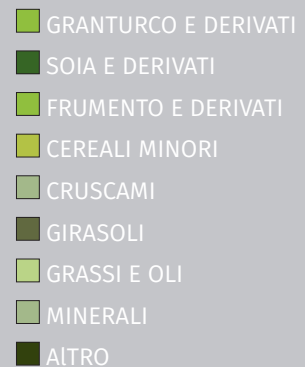 GRANTURCO E DERIVATI
SOIA E DERIVATI
FRUMENTO E DERIVATI
CEREALI MINORI
CRUSCAMI
GIRASOLI
GRASSI E OLI
MINERALI
AlTRO